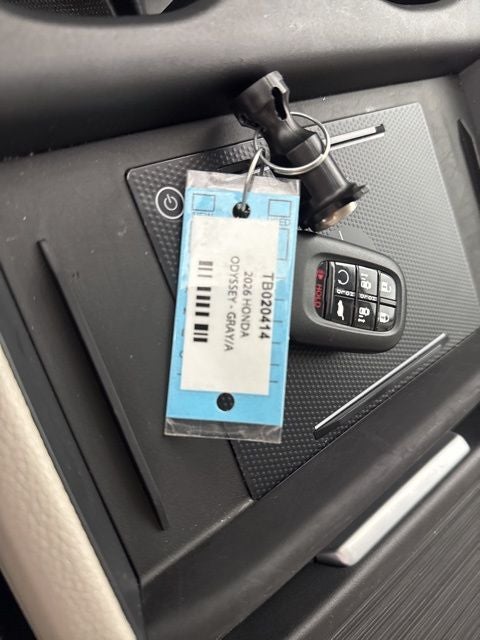 TB020414
2026 HONDA
ODYSSEY - GRAY/A
HOLD